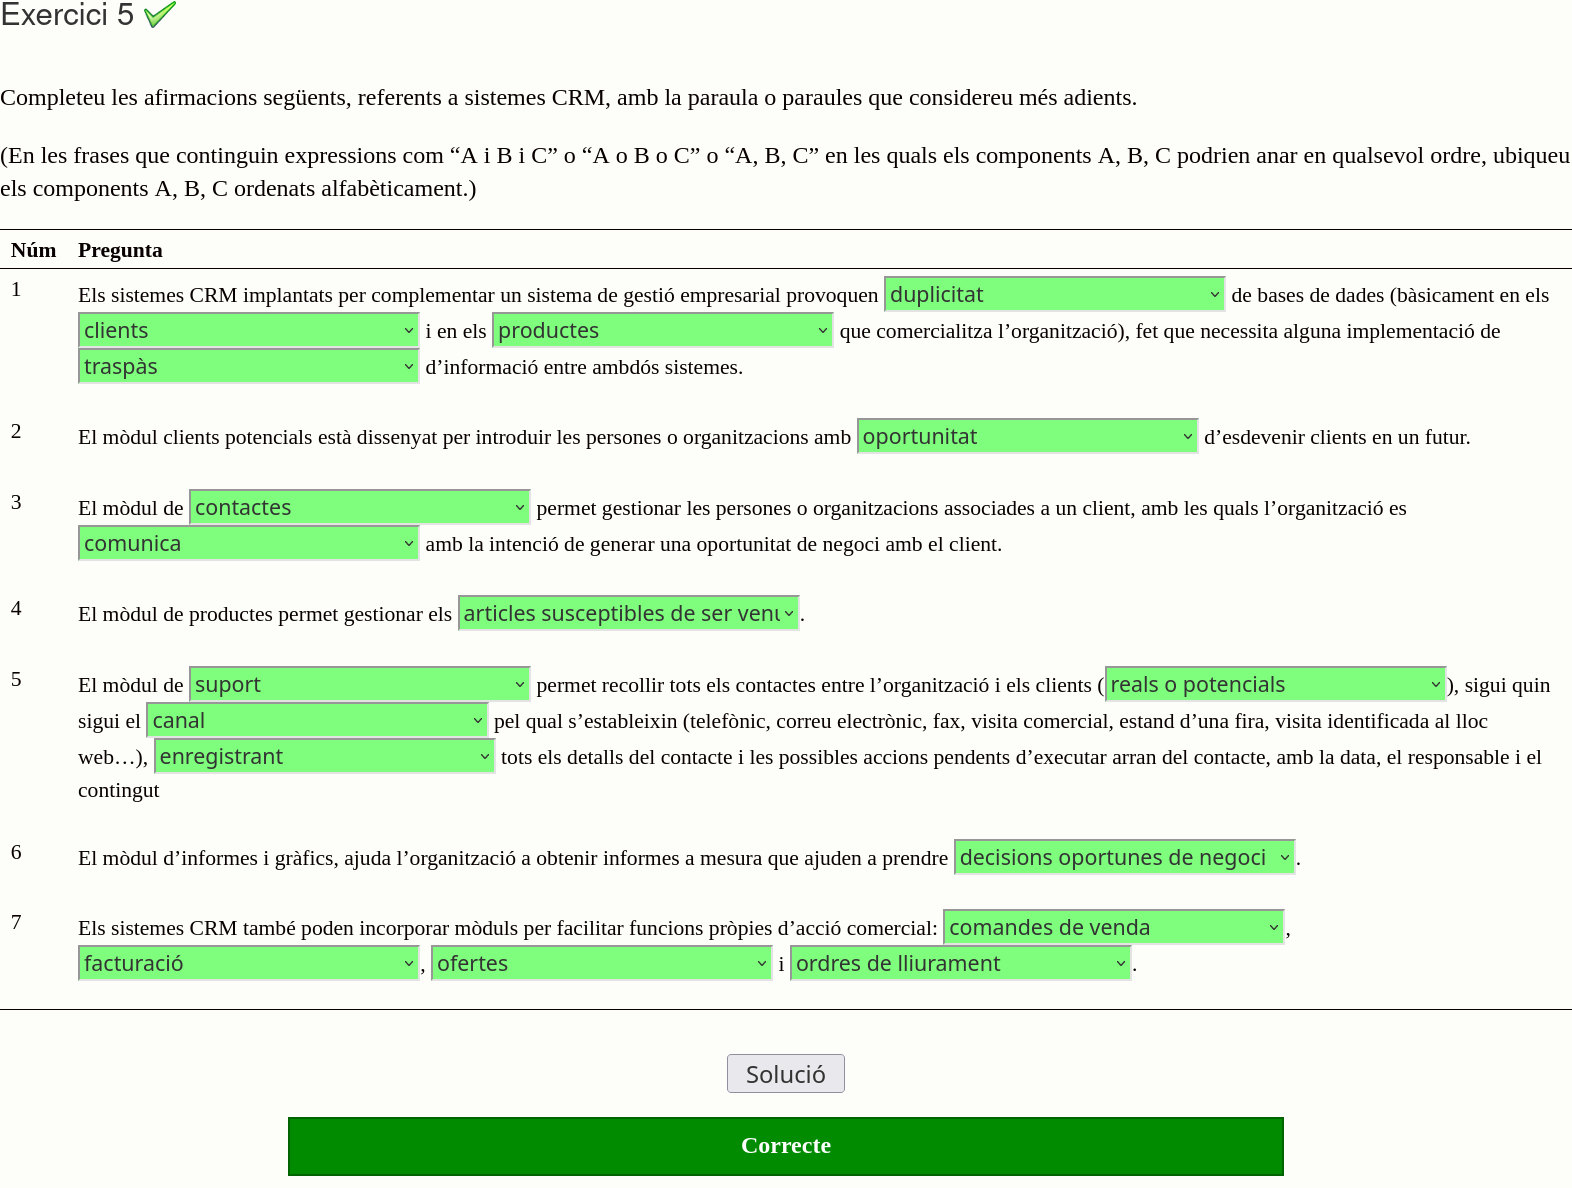 Exercici 5
Completeu les afirmacions següents, referents a sistemes CRM, amb la paraula o paraules que considereu més adients.
(En les frases que continguin expressions com “A i B i C” o “A o B o C” o “A, B, C” en les quals els components A, B, C podrien anar en qualsevol ordre, ubiqueu
els components A, B, C ordenats alfabèticament.)
Núm Pregunta
1 Els sistemes CRM implantats per complementar un sistema de gestió empresarial provoquen duplicitat de bases de dades (bàsicament en els
clients i en els productes que comercialitza l’organització), fet que necessita alguna implementació de
traspàs d’informació entre ambdós sistemes.
2 El mòdul clients potencials està dissenyat per introduir les persones o organitzacions amb oportunitat d’esdevenir clients en un futur.
3 El mòdul de contactes permet gestionar les persones o organitzacions associades a un client, amb les quals l’organització es
comunica amb la intenció de generar una oportunitat de negoci amb el client.
4 El mòdul de productes permet gestionar els articles susceptibles de ser venu.
5 El mòdul de suport permet recollir tots els contactes entre l’organització i els clients (reals o potencials), sigui quin
sigui el canal pel qual s’estableixin (telefònic, correu electrònic, fax, visita comercial, estand d’una fira, visita identificada al lloc
web…), enregistrant tots els detalls del contacte i les possibles accions pendents d’executar arran del contacte, amb la data, el responsable i el
contingut
6 El mòdul d’informes i gràfics, ajuda l’organització a obtenir informes a mesura que ajuden a prendre decisions oportunes de negoci.
7 Els sistemes CRM també poden incorporar mòduls per facilitar funcions pròpies d’acció comercial: comandes de venda,
facturació, ofertes i ordres de lliurament.
Solució
Correcte